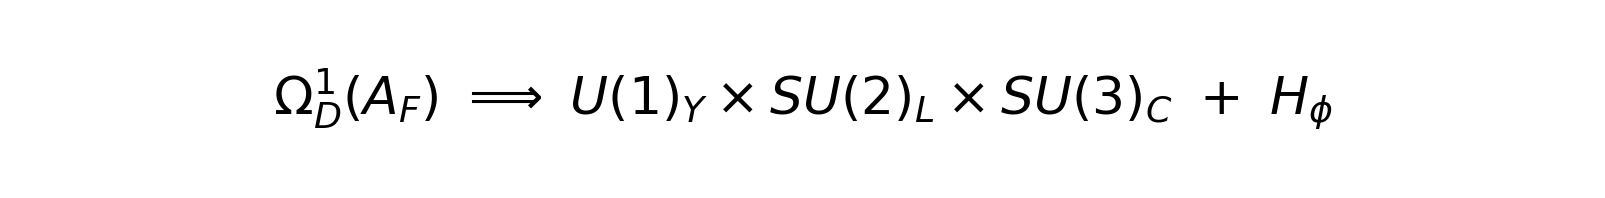 Ω¹_D(A_F) ⟹ U(1)_Y × SU(2)_L × SU(3)_C + H_ϕ